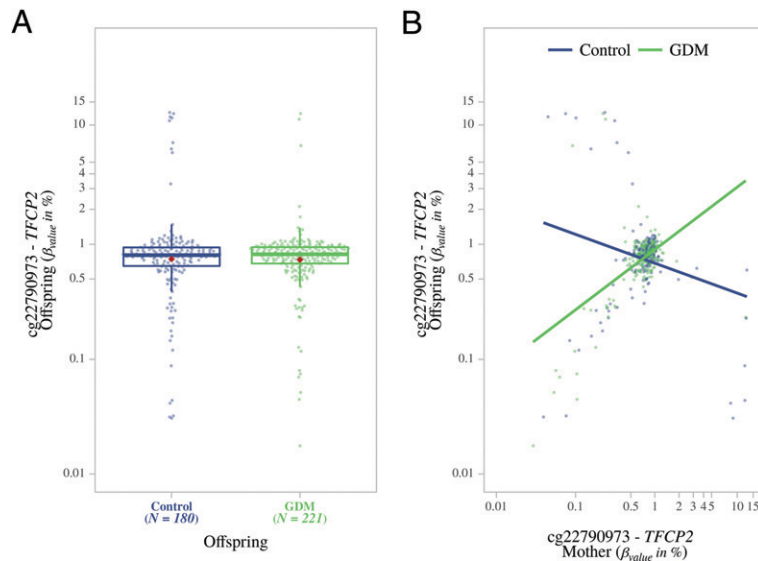 A
cg22790973 - TFCP2
Offspring (βvalue in %)
15
10
5
4
3
2
1
0.5
0.1
0.01
Control
(N = 180)
GDM
(N = 221)
Offspring
B
Control
GDM
cg22790973 - TFCP2
Offspring (βvalue in %)
15
10
5
4
3
2
1
0.5
0.1
0.01
0.01
0.1
0.5
1
2
3
4
5
10
15
cg22790973 - TFCP2
Mother (βvalue in %)